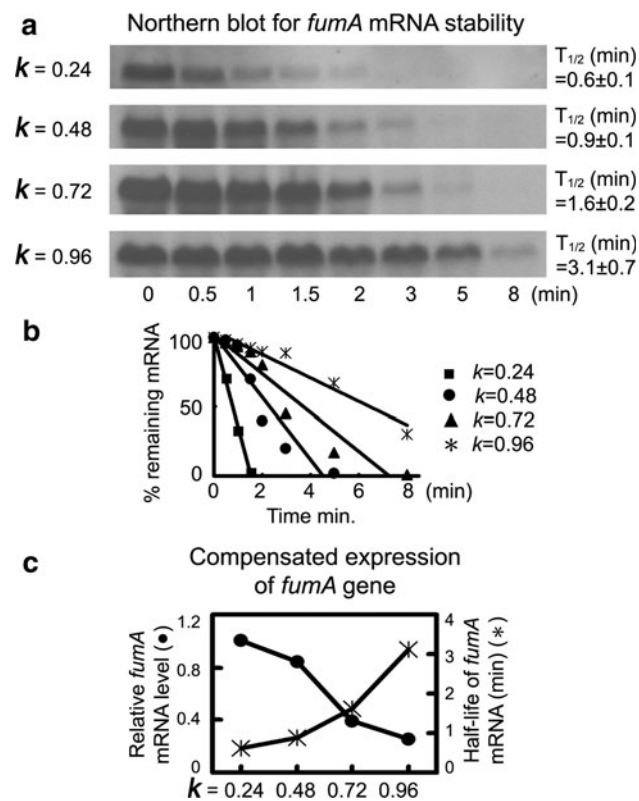 a
Northern blot for fumA mRNA stability
k = 0.24
T1/2 (min)
=0.6±0.1
k = 0.48
T1/2 (min)
=0.9±0.1
k = 0.72
T1/2 (min)
=1.6±0.2
k = 0.96
T1/2 (min)
=3.1±0.7
0 0.5 1 1.5 2 3 5 8 (min)
b
% remaining mRNA
100
50
0
0 2 4 6 8 (min)
Time min.
k=0.24
k=0.48
k=0.72
k=0.96
c
Compensated expression
of fumA gene
Relative fumA
mRNA level (●)
1.2
0.8
0.4
0
4
3
2
1
0
Half-life of fumA
mRNA (min) (*)
k = 0.24 0.48 0.72 0.96